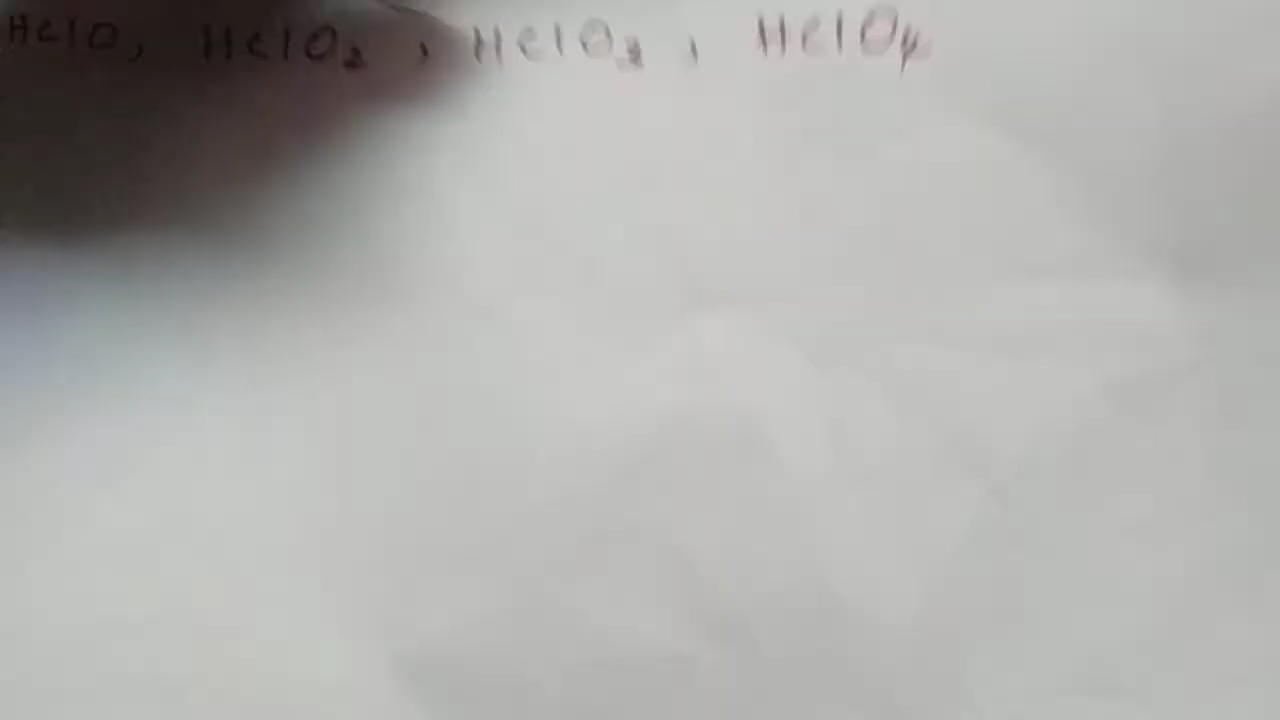 HClO, HClO₂, HClO₃, HClO₄